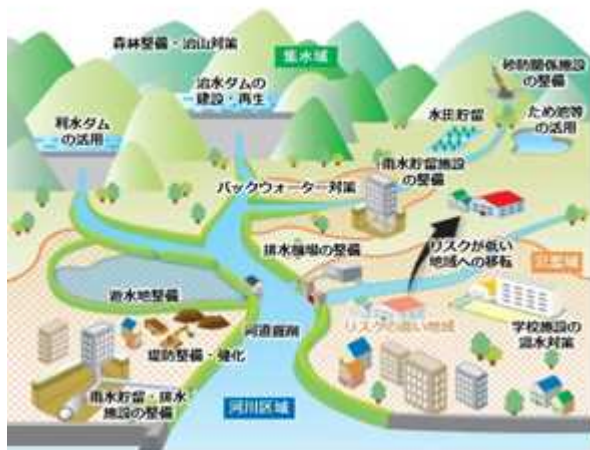 森林整備・治山対策
集水域
治水ダムの
建設・再生
砂防関係施設
の整備
利水ダム
の活用
水田貯留
ため池等
の活用
雨水貯留施設
の整備
バックウォーター対策
排水機場の整備
リスクが低い
地域への移転
氾濫域
遊水地整備
リスクの高い地域
学校施設の
浸水対策
河道掘削
堤防整備・強化
雨水貯留・排水
施設の整備
河川区域